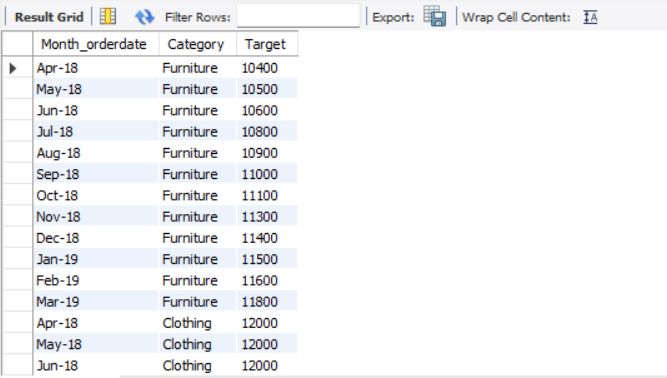 Result Grid Filter Rows: Export: Wrap Cell Content: IA
Month_orderdate Category Target
Apr-18 Furniture 10400
May-18 Furniture 10500
Jun-18 Furniture 10600
Jul-18 Furniture 10800
Aug-18 Furniture 10900
Sep-18 Furniture 11000
Oct-18 Furniture 11100
Nov-18 Furniture 11300
Dec-18 Furniture 11400
Jan-19 Furniture 11500
Feb-19 Furniture 11600
Mar-19 Furniture 11800
Apr-18 Clothing 12000
May-18 Clothing 12000
Jun-18 Clothing 12000